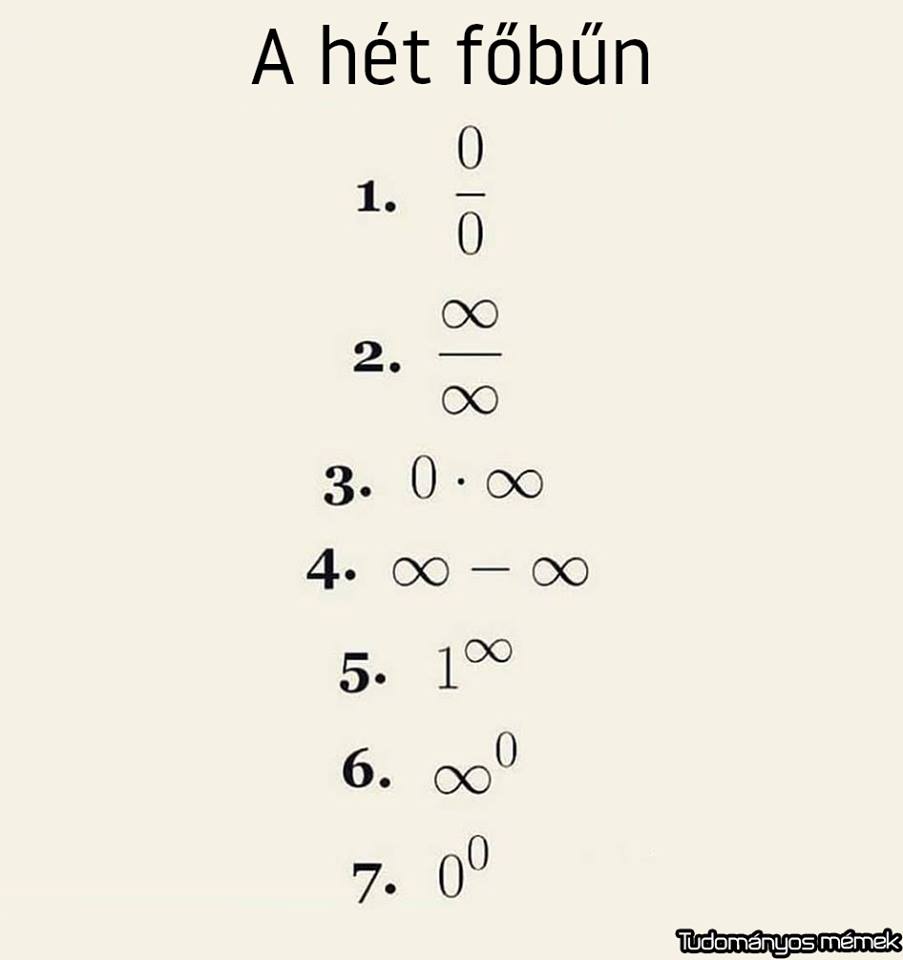 A hét főbűn
1. 0/0
2. ∞/∞
3. 0 · ∞
4. ∞ − ∞
5. 1^∞
6. ∞^0
7. 0^0
Tudományos mémek